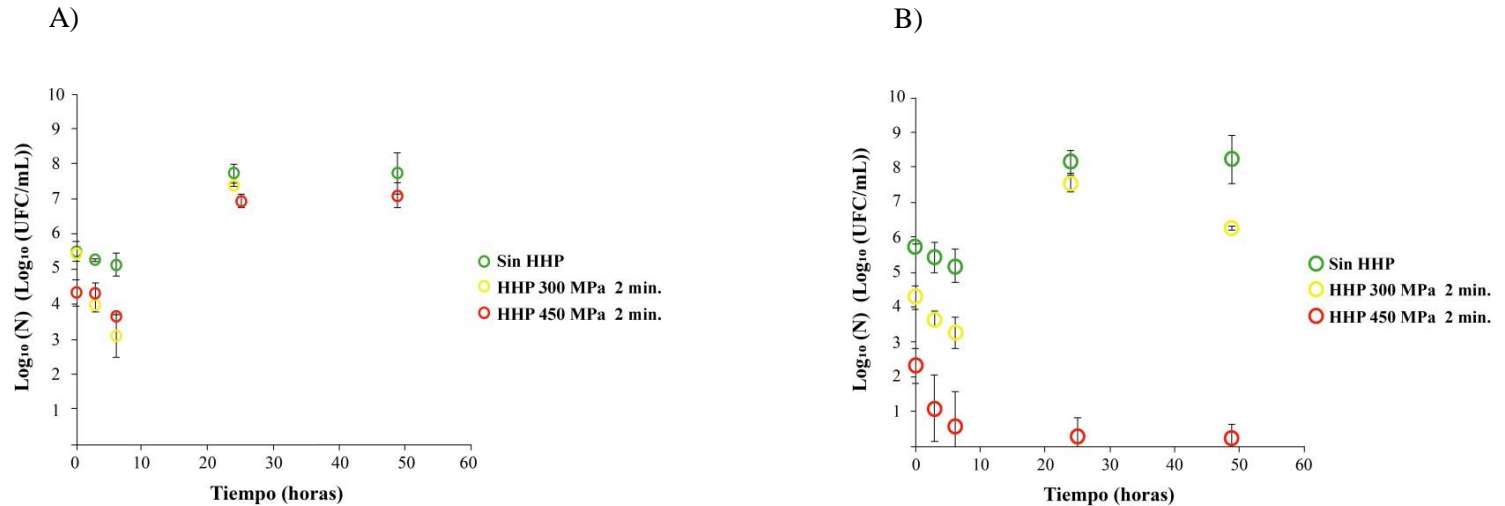 A)
Log₁₀ (N) (Log₁₀ (UFC/mL))
10
9
8
7
6
5
4
3
2
1
0
10
20
30
40
50
60
Tiempo (horas)
Sin HHP
HHP 300 MPa 2 min.
HHP 450 MPa 2 min.
B)
Log₁₀ (N) (Log₁₀ (UFC/mL))
10
9
8
7
6
5
4
3
2
1
0
10
20
30
40
50
60
Tiempo (horas)
Sin HHP
HHP 300 MPa 2 min.
HHP 450 MPa 2 min.